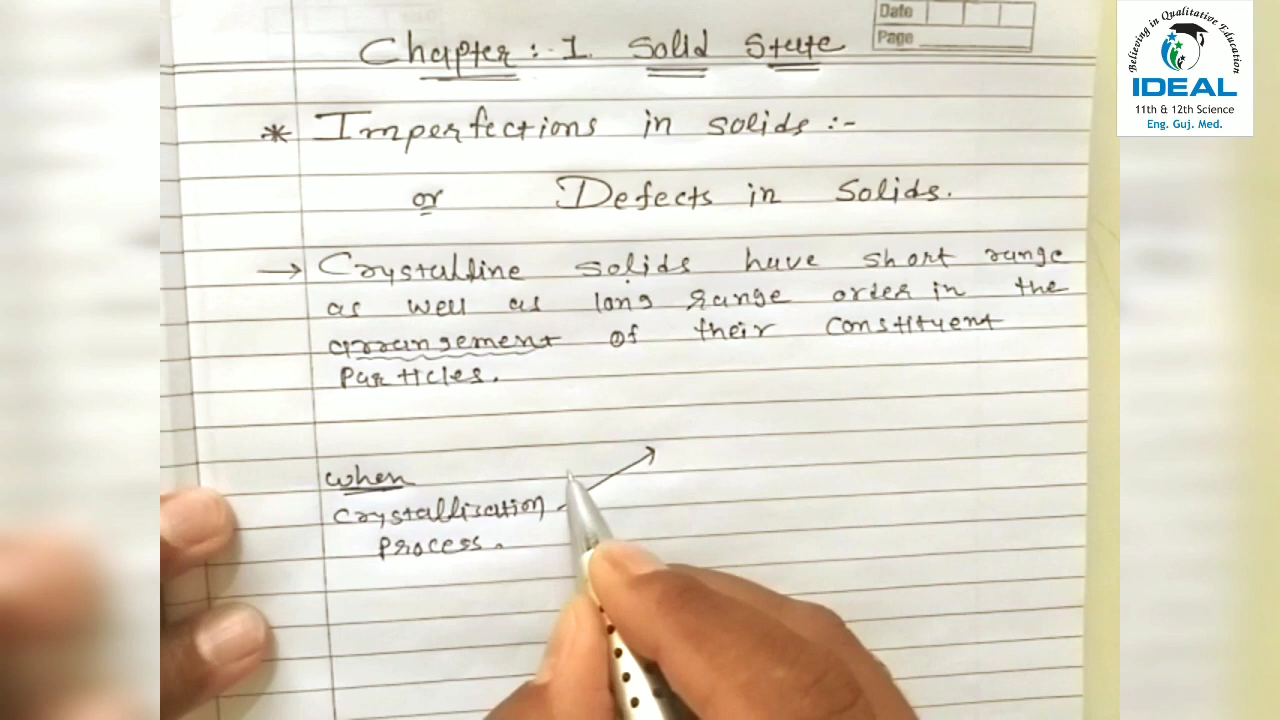 Date
Page
Chapter :- 1. Solid State
* Imperfections in solids :-
or Defects in Solids.
→ Crystalline solids have short range
as well as long range order in the
arrangement of their constituent
particles.
when
Crystallization
process.
Believing in Qualitative Education
IDEAL
11th & 12th Science
Eng. Guj. Med.